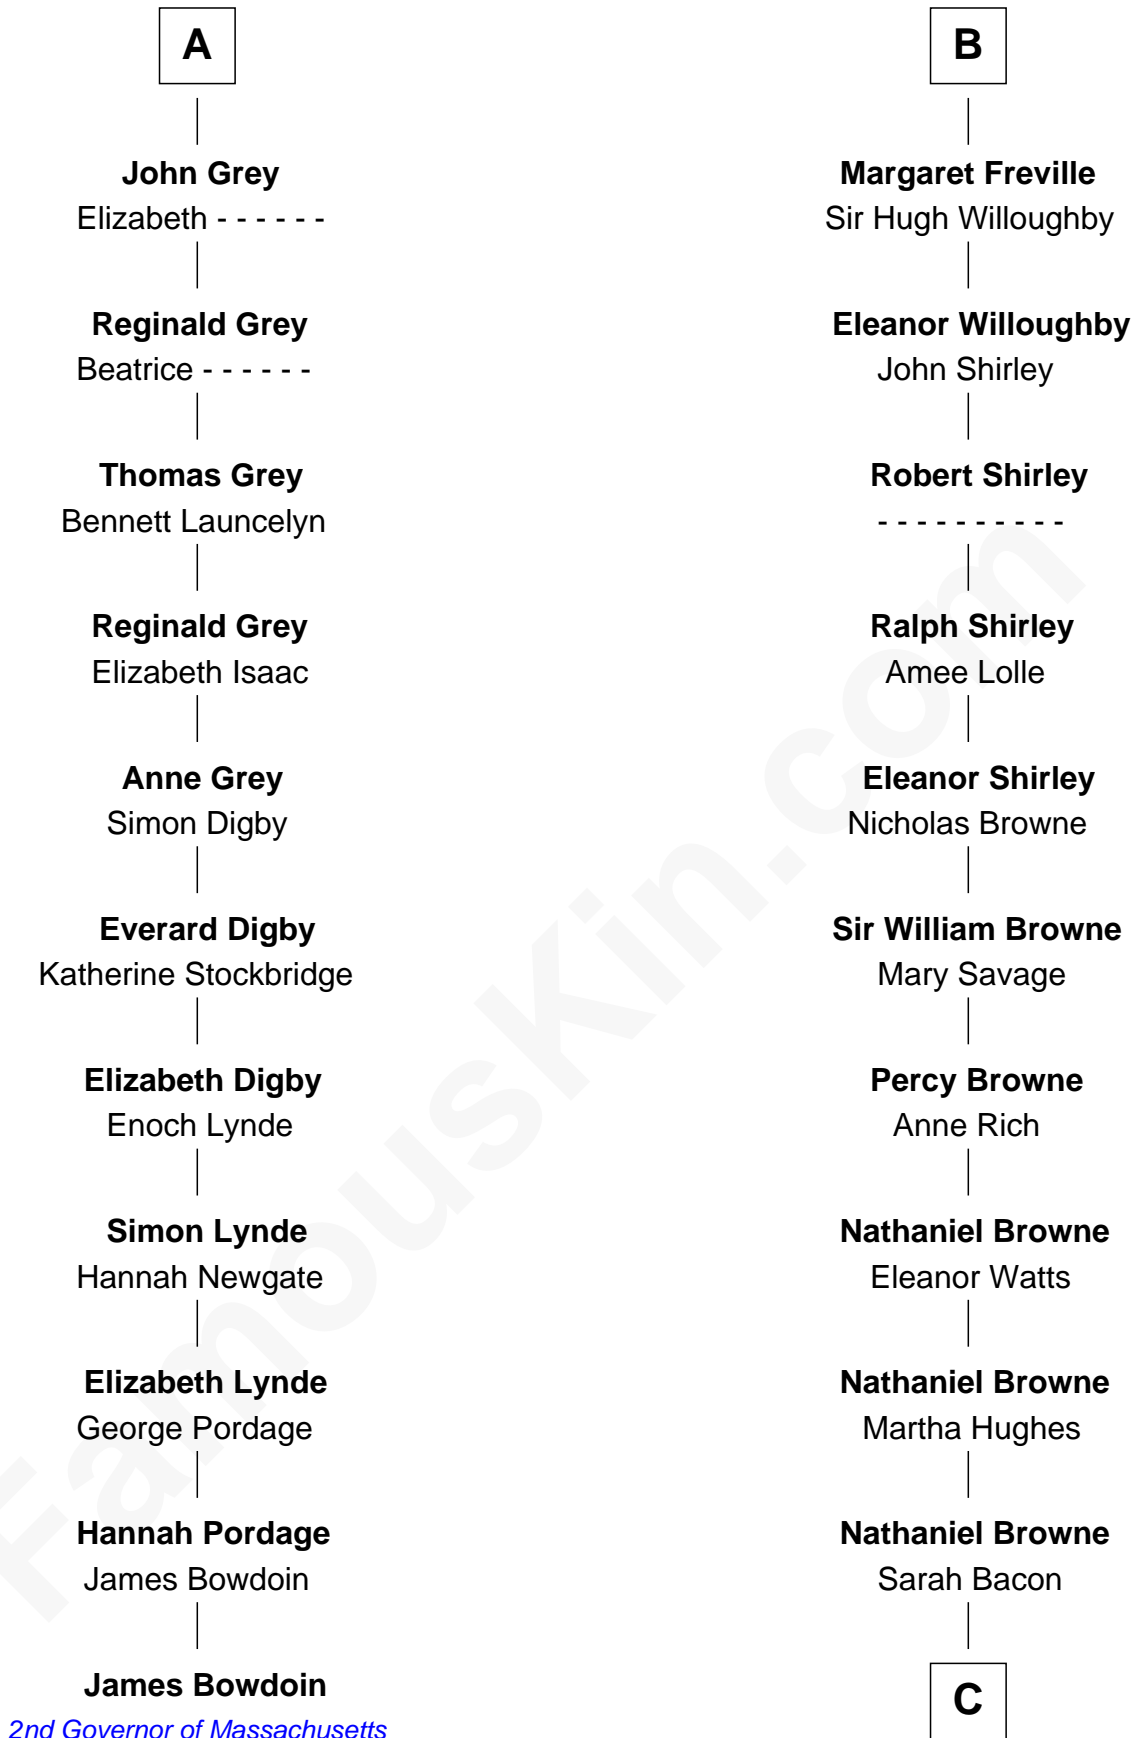 A
John Grey
Elizabeth - - - - - -
Reginald Grey
Beatrice - - - - - -
Thomas Grey
Bennett Launcelyn
Reginald Grey
Elizabeth Isaac
Anne Grey
Simon Digby
Everard Digby
Katherine Stockbridge
Elizabeth Digby
Enoch Lynde
Simon Lynde
Hannah Newgate
Elizabeth Lynde
George Pordage
Hannah Pordage
James Bowdoin
James Bowdoin
2nd Governor of Massachusetts
B
Margaret Freville
Sir Hugh Willoughby
Eleanor Willoughby
John Shirley
Robert Shirley
- - - - - - - - - -
Ralph Shirley
Amee Lolle
Eleanor Shirley
Nicholas Browne
Sir William Browne
Mary Savage
Percy Browne
Anne Rich
Nathaniel Browne
Eleanor Watts
Nathaniel Browne
Martha Hughes
Nathaniel Browne
Sarah Bacon
C
FamousKin.com